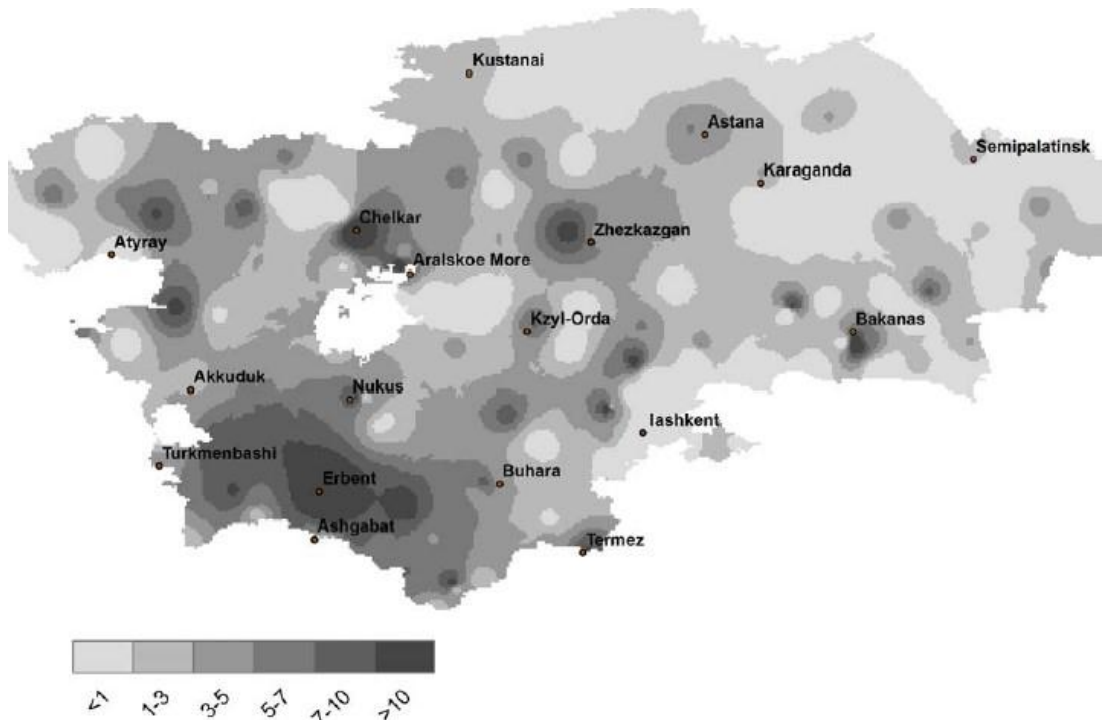 Kustanai
Astana
Semipalatinsk
Karaganda
Chelkar
Zhezkazgan
Atyray
Aralskoe More
Kzyl-Orda
Bakanas
Akkuduk
Nukus
Iashkent
Turkmenbashi
Buhara
Erbent
Ashgabat
Termez
<1
1-3
3-5
5-7
7-10
>10